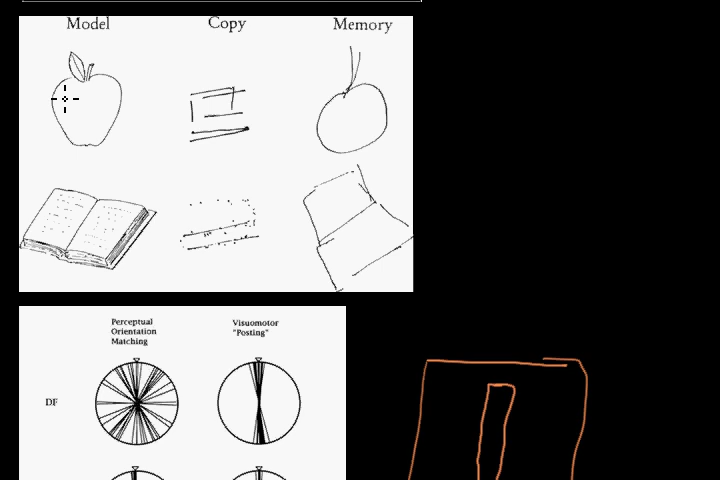 Model Copy Memory
Perceptual Orientation Matching
Visuomotor "Posting"
DF